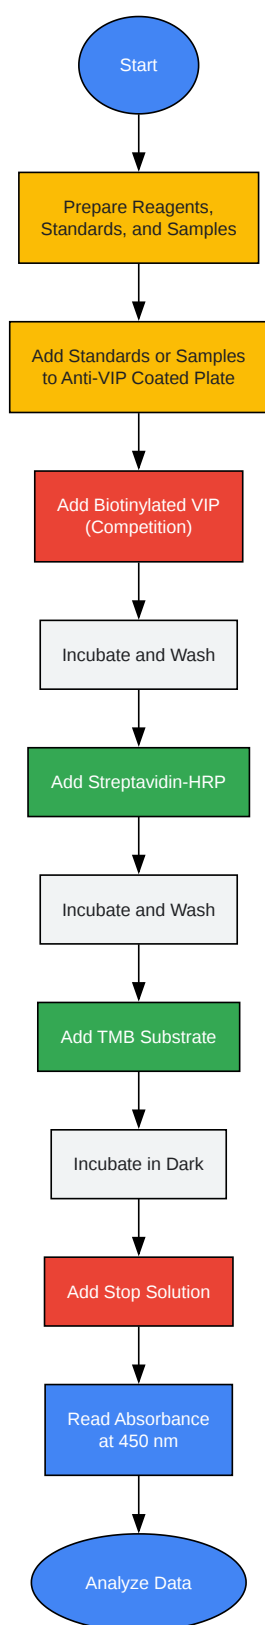 Start
Prepare Reagents,
Standards, and Samples
Add Standards or Samples
to Anti-VIP Coated Plate
Add Biotinylated VIP
(Competition)
Incubate and Wash
Add Streptavidin-HRP
Incubate and Wash
Add TMB Substrate
Incubate in Dark
Add Stop Solution
Read Absorbance
at 450 nm
Analyze Data